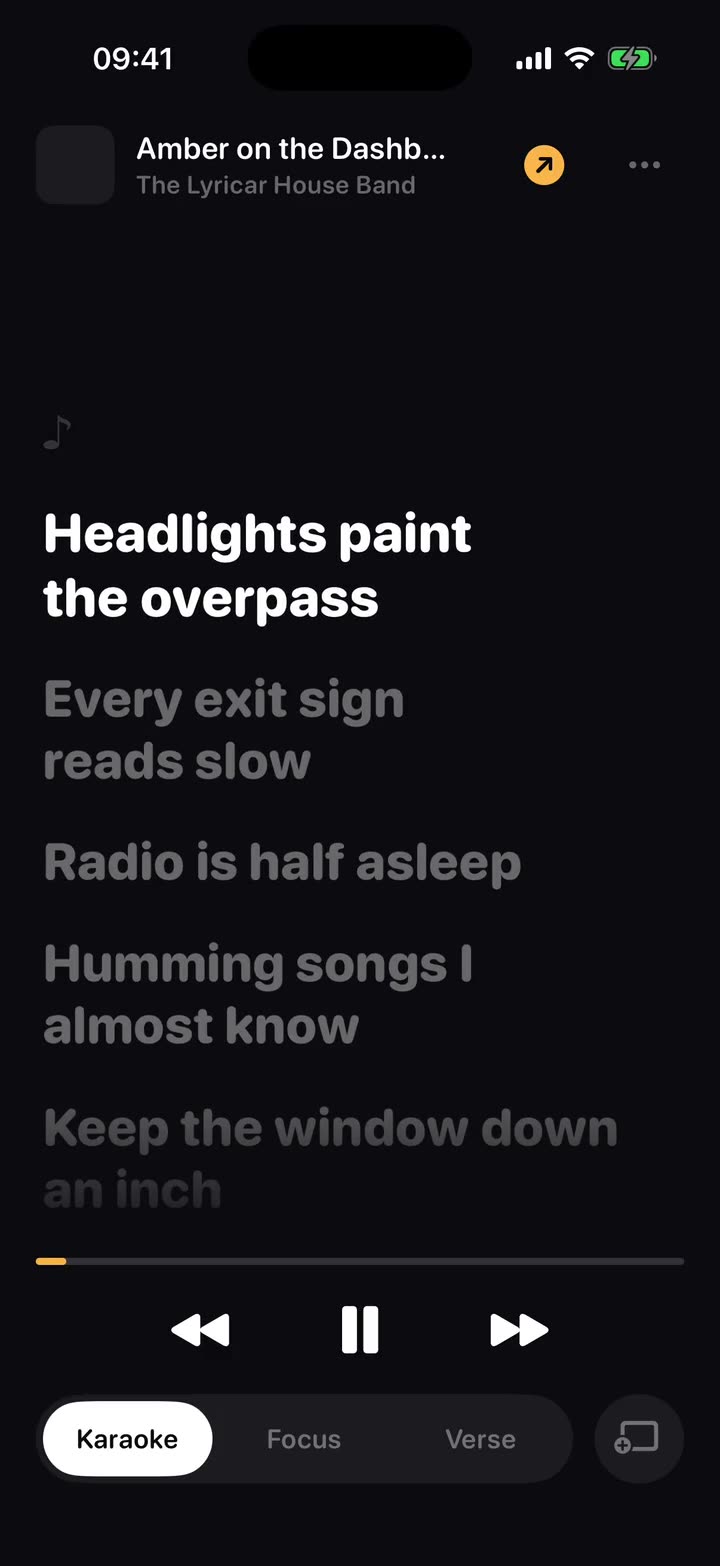 09:41
Amber on the Dashb...
The Lyricar House Band
Headlights paint
the overpass
Every exit sign
reads slow
Radio is half asleep
Humming songs I
almost know
Keep the window down
an inch
Karaoke
Focus
Verse